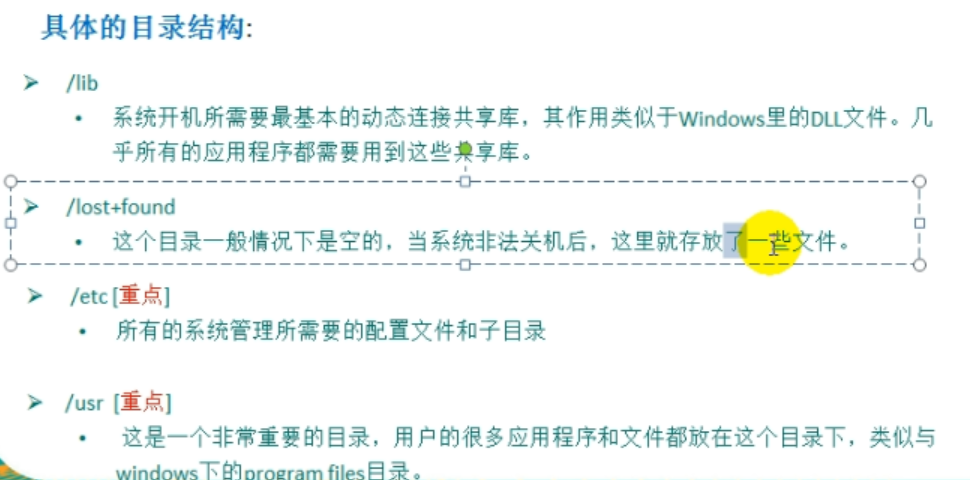 具体的目录结构:
➢ /lib
• 系统开机所需要最基本的动态连接共享库，其作用类似于Windows里的DLL文件。几
乎所有的应用程序都需要用到这些共享库。
➢ /lost+found
• 这个目录一般情况下是空的，当系统非法关机后，这里就存放了一些文件。
➢ /etc [重点]
• 所有的系统管理所需要的配置文件和子目录
➢ /usr [重点]
• 这是一个非常重要的目录，用户的很多应用程序和文件都放在这个目录下，类似与
windows下的program files目录。